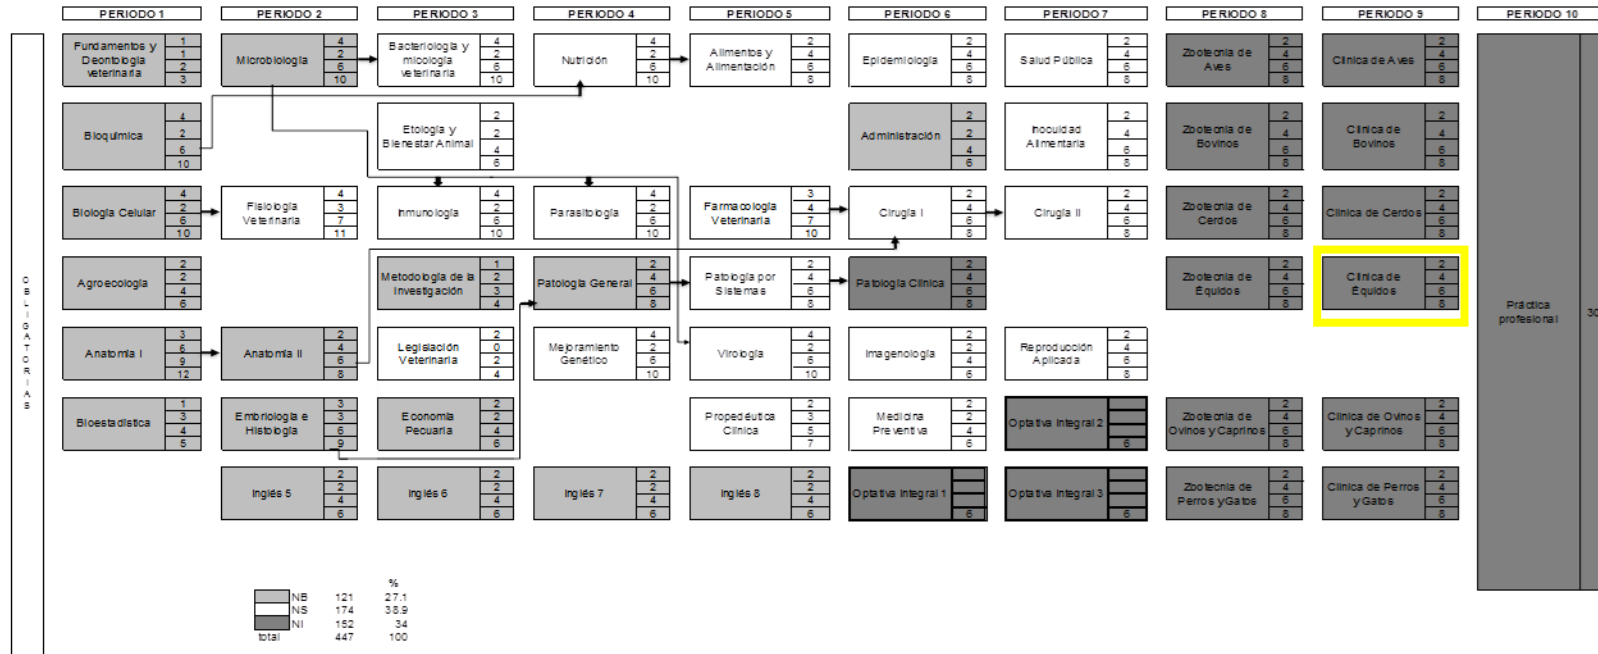 PERIODO 1 PERIODO 2 PERIODO 3 PERIODO 4 PERIODO 5 PERIODO 6 PERIODO 7 PERIODO 8 PERIODO 9 PERIODO 10
OBLIGATORIAS
Fundamentos y
Deontología
veterinaria
1
1
2
3
Microbiología
4
2
6
10
Bacteriología y
micología
veterinaria
4
2
6
10
Nutrición
4
2
6
10
Alimentos y
Alimentación
2
4
6
8
Epidemiología
2
4
6
8
Salud Pública
2
4
6
8
Zootecnia de
Aves
2
4
6
8
Clínica de Aves
2
4
6
8
Bioquímica
4
2
6
10
Etología y
Bienestar Animal
2
2
4
6
Administración
2
2
4
6
Inocuidad
Alimentaria
2
4
6
8
Zootecnia de
Bovinos
2
4
6
8
Clínica de
Bovinos
2
4
6
8
Biología Celular
4
2
6
10
Fisiología
Veterinaria
4
3
7
11
Inmunología
4
2
6
10
Parasitología
4
2
6
10
Farmacología
Veterinaria
3
4
7
10
Cirugía I
2
4
6
8
Cirugía II
2
4
6
8
Zootecnia de
Cerdos
2
4
6
8
Clínica de Cerdos
2
4
6
8
Agroecología
2
2
4
6
Metodología de la
Investigación
1
2
3
4
Patología General
2
4
6
8
Patología por
Sistemas
2
4
6
8
Patología Clínica
2
4
6
8
Zootecnia de
Équidos
2
4
6
8
Clínica de
Équidos
2
4
6
8
Práctica
profesional
30
Anatomía I
3
6
9
12
Anatomía II
2
4
6
8
Legislación
Veterinaria
2
0
2
4
Mejoramiento
Genético
4
2
6
10
Virología
4
2
6
10
Imagenología
2
2
4
6
Reproducción
Aplicada
2
4
6
8
Bioestadística
1
3
4
5
Embriología e
Histología
3
3
6
9
Economía
Pecuaria
2
2
4
6
Propedéutica
Clínica
2
3
5
7
Medicina
Preventiva
2
2
4
6
Optativa Integral 2
6
Zootecnia de
Ovinos y Caprinos
2
4
6
8
Clínica de Ovinos
y Caprinos
2
4
6
8
Inglés 5
2
2
4
6
Inglés 6
2
2
4
6
Inglés 7
2
2
4
6
Inglés 8
2
2
4
6
Optativa Integral 1
6
Optativa Integral 3
6
Zootecnia de
Perros y Gatos
2
4
6
8
Clínica de Perros
y Gatos
2
4
6
8
%
NB 121 27.1
NS 174 38.9
NI 152 34
total 447 100